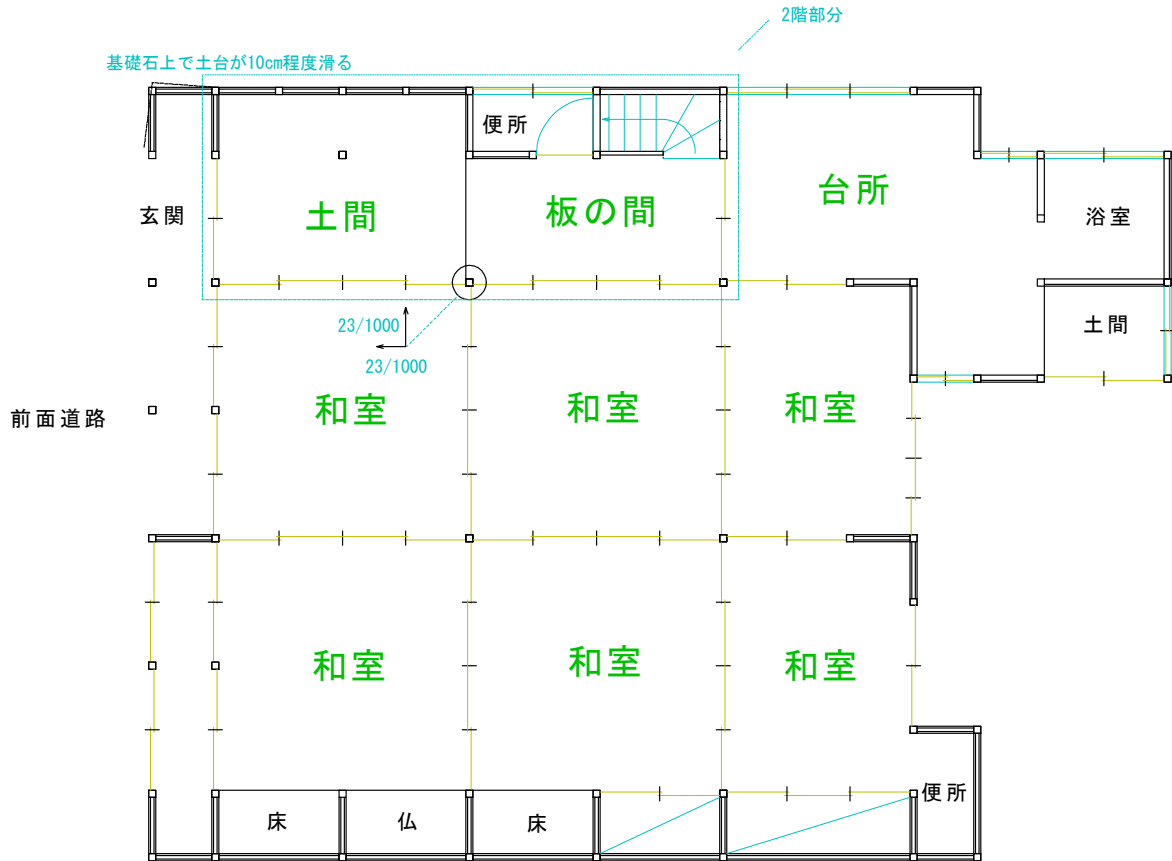 2階部分
基礎石上で土台が10cm程度滑る
便所
台所
玄関
土間
板の間
浴室
23/1000
土間
23/1000
前面道路
和室
和室
和室
和室
和室
和室
床
仏
床
便所